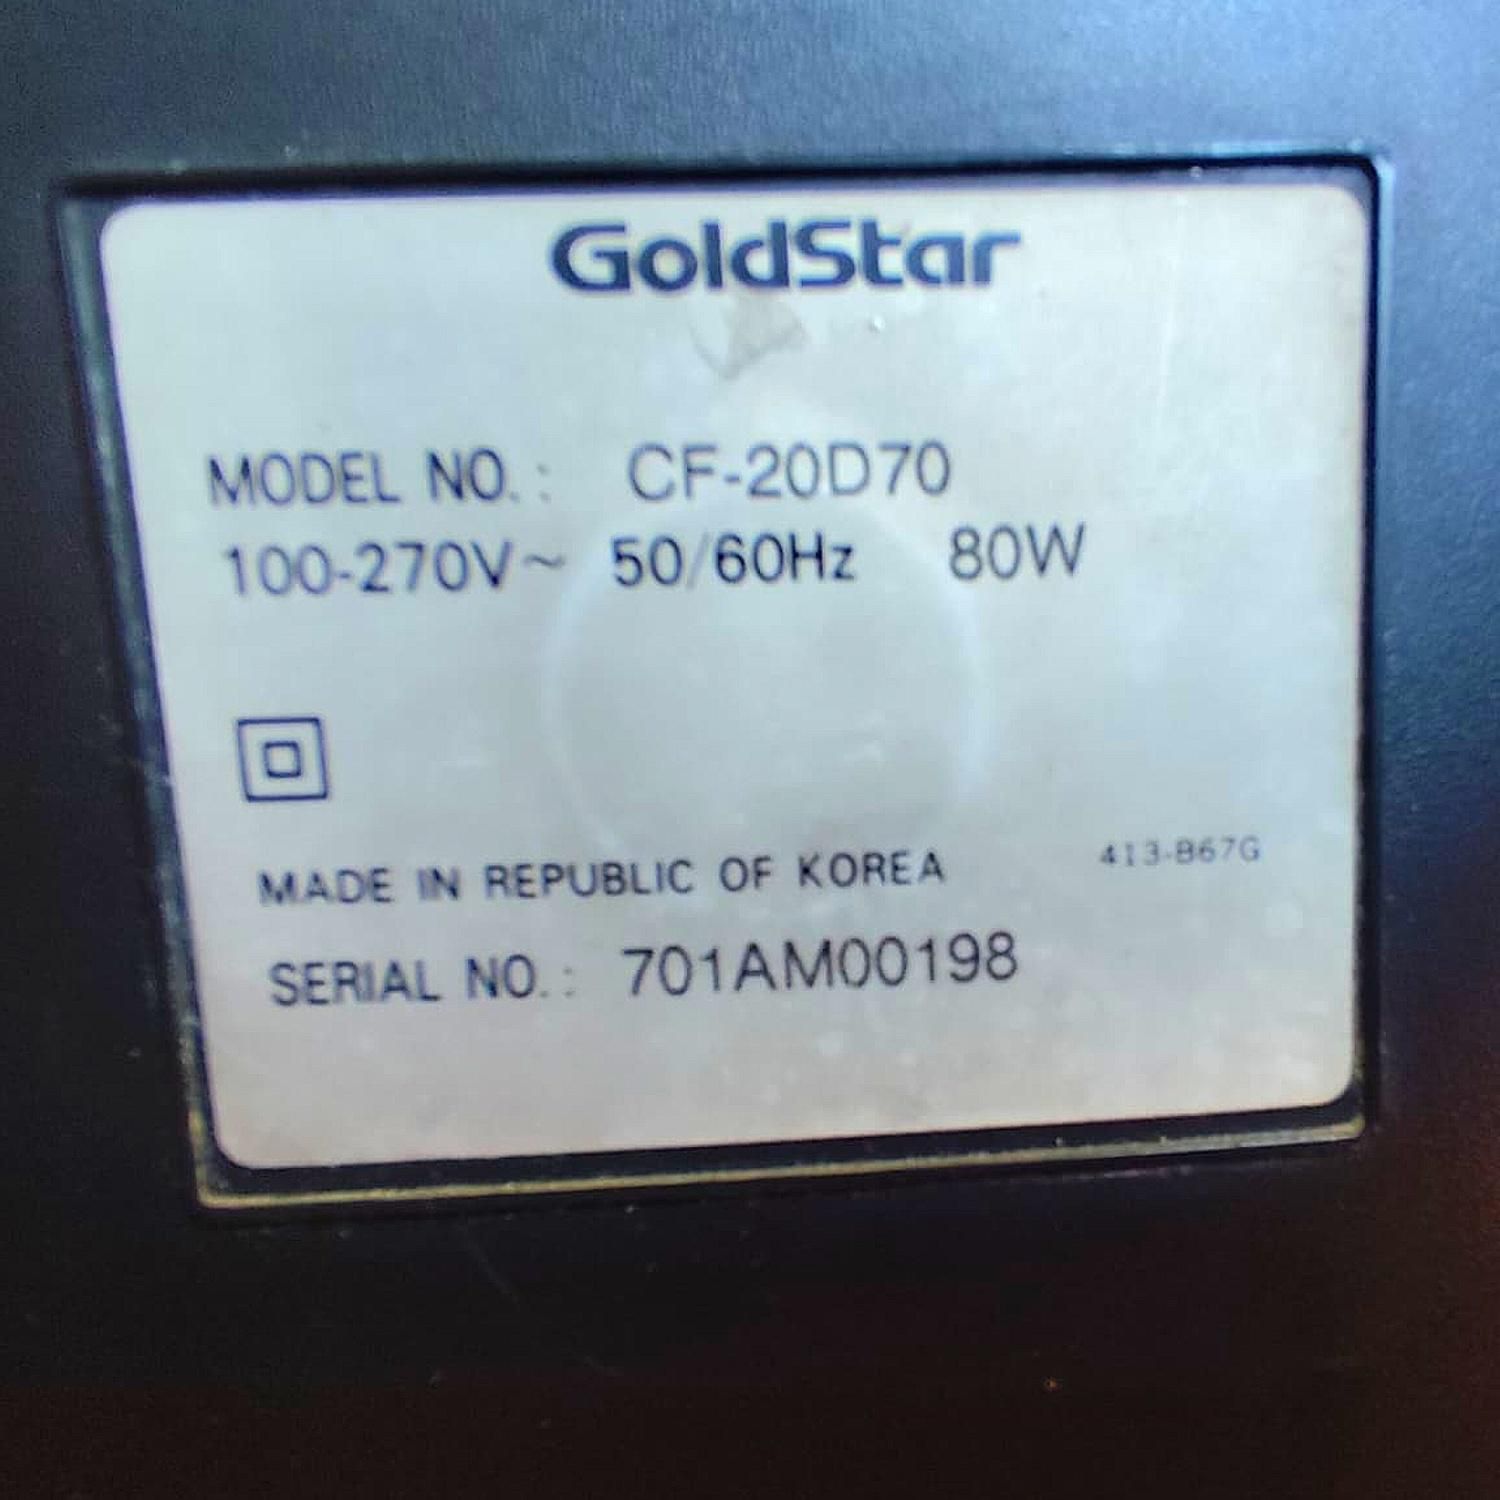 GoldStar
MODEL NO.: CF-20D70
100-270V~ 50/60Hz 80W
MADE IN REPUBLIC OF KOREA 413-B67G
SERIAL NO.: 701AM00198